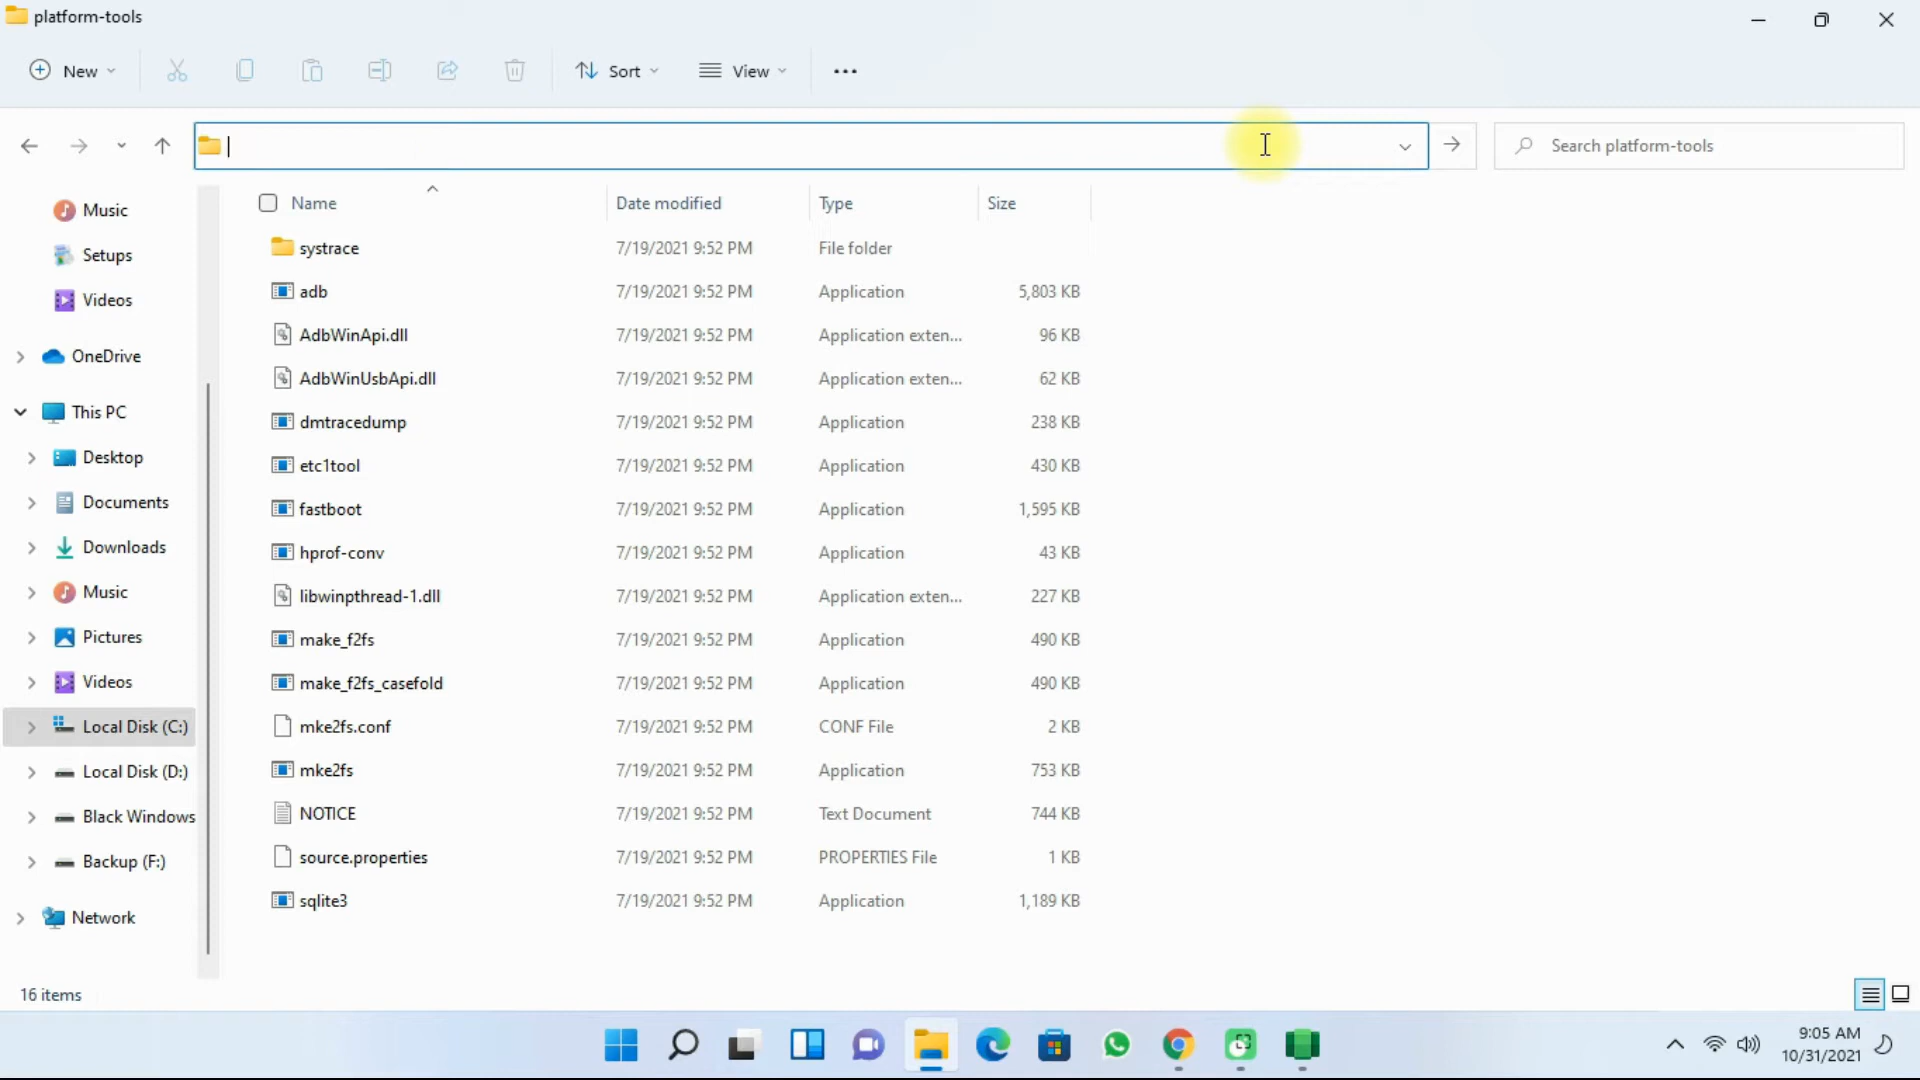 platform-tools
New
Sort
View
Search platform-tools
Name Date modified Type Size
systrace 7/19/2021 9:52 PM File folder
adb 7/19/2021 9:52 PM Application 5,803 KB
AdbWinApi.dll 7/19/2021 9:52 PM Application exten... 96 KB
AdbWinUsbApi.dll 7/19/2021 9:52 PM Application exten... 62 KB
dmtracedump 7/19/2021 9:52 PM Application 238 KB
etc1tool 7/19/2021 9:52 PM Application 430 KB
fastboot 7/19/2021 9:52 PM Application 1,595 KB
hprof-conv 7/19/2021 9:52 PM Application 43 KB
libwinpthread-1.dll 7/19/2021 9:52 PM Application exten... 227 KB
make_f2fs 7/19/2021 9:52 PM Application 490 KB
make_f2fs_casefold 7/19/2021 9:52 PM Application 490 KB
mke2fs.conf 7/19/2021 9:52 PM CONF File 2 KB
mke2fs 7/19/2021 9:52 PM Application 753 KB
NOTICE 7/19/2021 9:52 PM Text Document 744 KB
source.properties 7/19/2021 9:52 PM PROPERTIES File 1 KB
sqlite3 7/19/2021 9:52 PM Application 1,189 KB
Music
Setups
Videos
OneDrive
This PC
Desktop
Documents
Downloads
Music
Pictures
Videos
Local Disk (C:)
Local Disk (D:)
Black Windows
Backup (F:)
Network
16 items
9:05 AM
10/31/2021